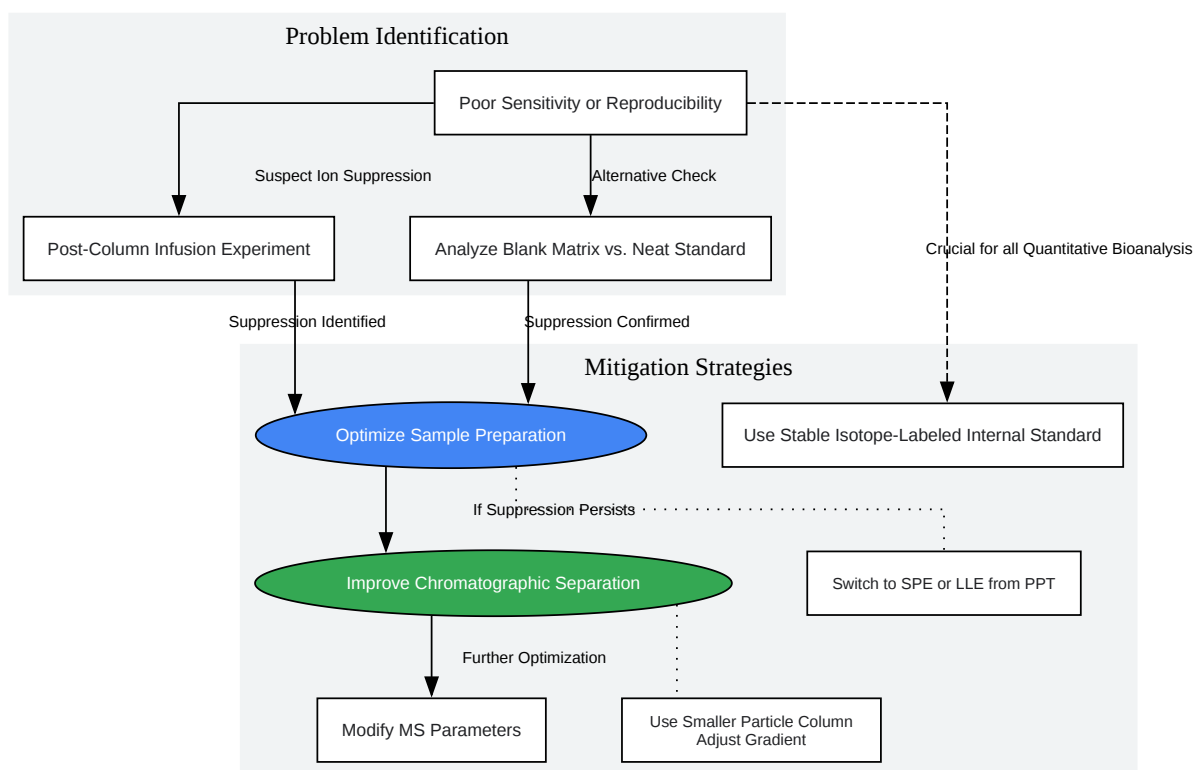 Problem Identification
Poor Sensitivity or Reproducibility
Suspect Ion Suppression
Alternative Check
Post-Column Infusion Experiment
Analyze Blank Matrix vs. Neat Standard
Crucial for all Quantitative Bioanalysis
Suppression Identified
Suppression Confirmed
Mitigation Strategies
Optimize Sample Preparation
Use Stable Isotope-Labeled Internal Standard
If Suppression Persists
Improve Chromatographic Separation
Switch to SPE or LLE from PPT
Further Optimization
Modify MS Parameters
Use Smaller Particle Column
Adjust Gradient